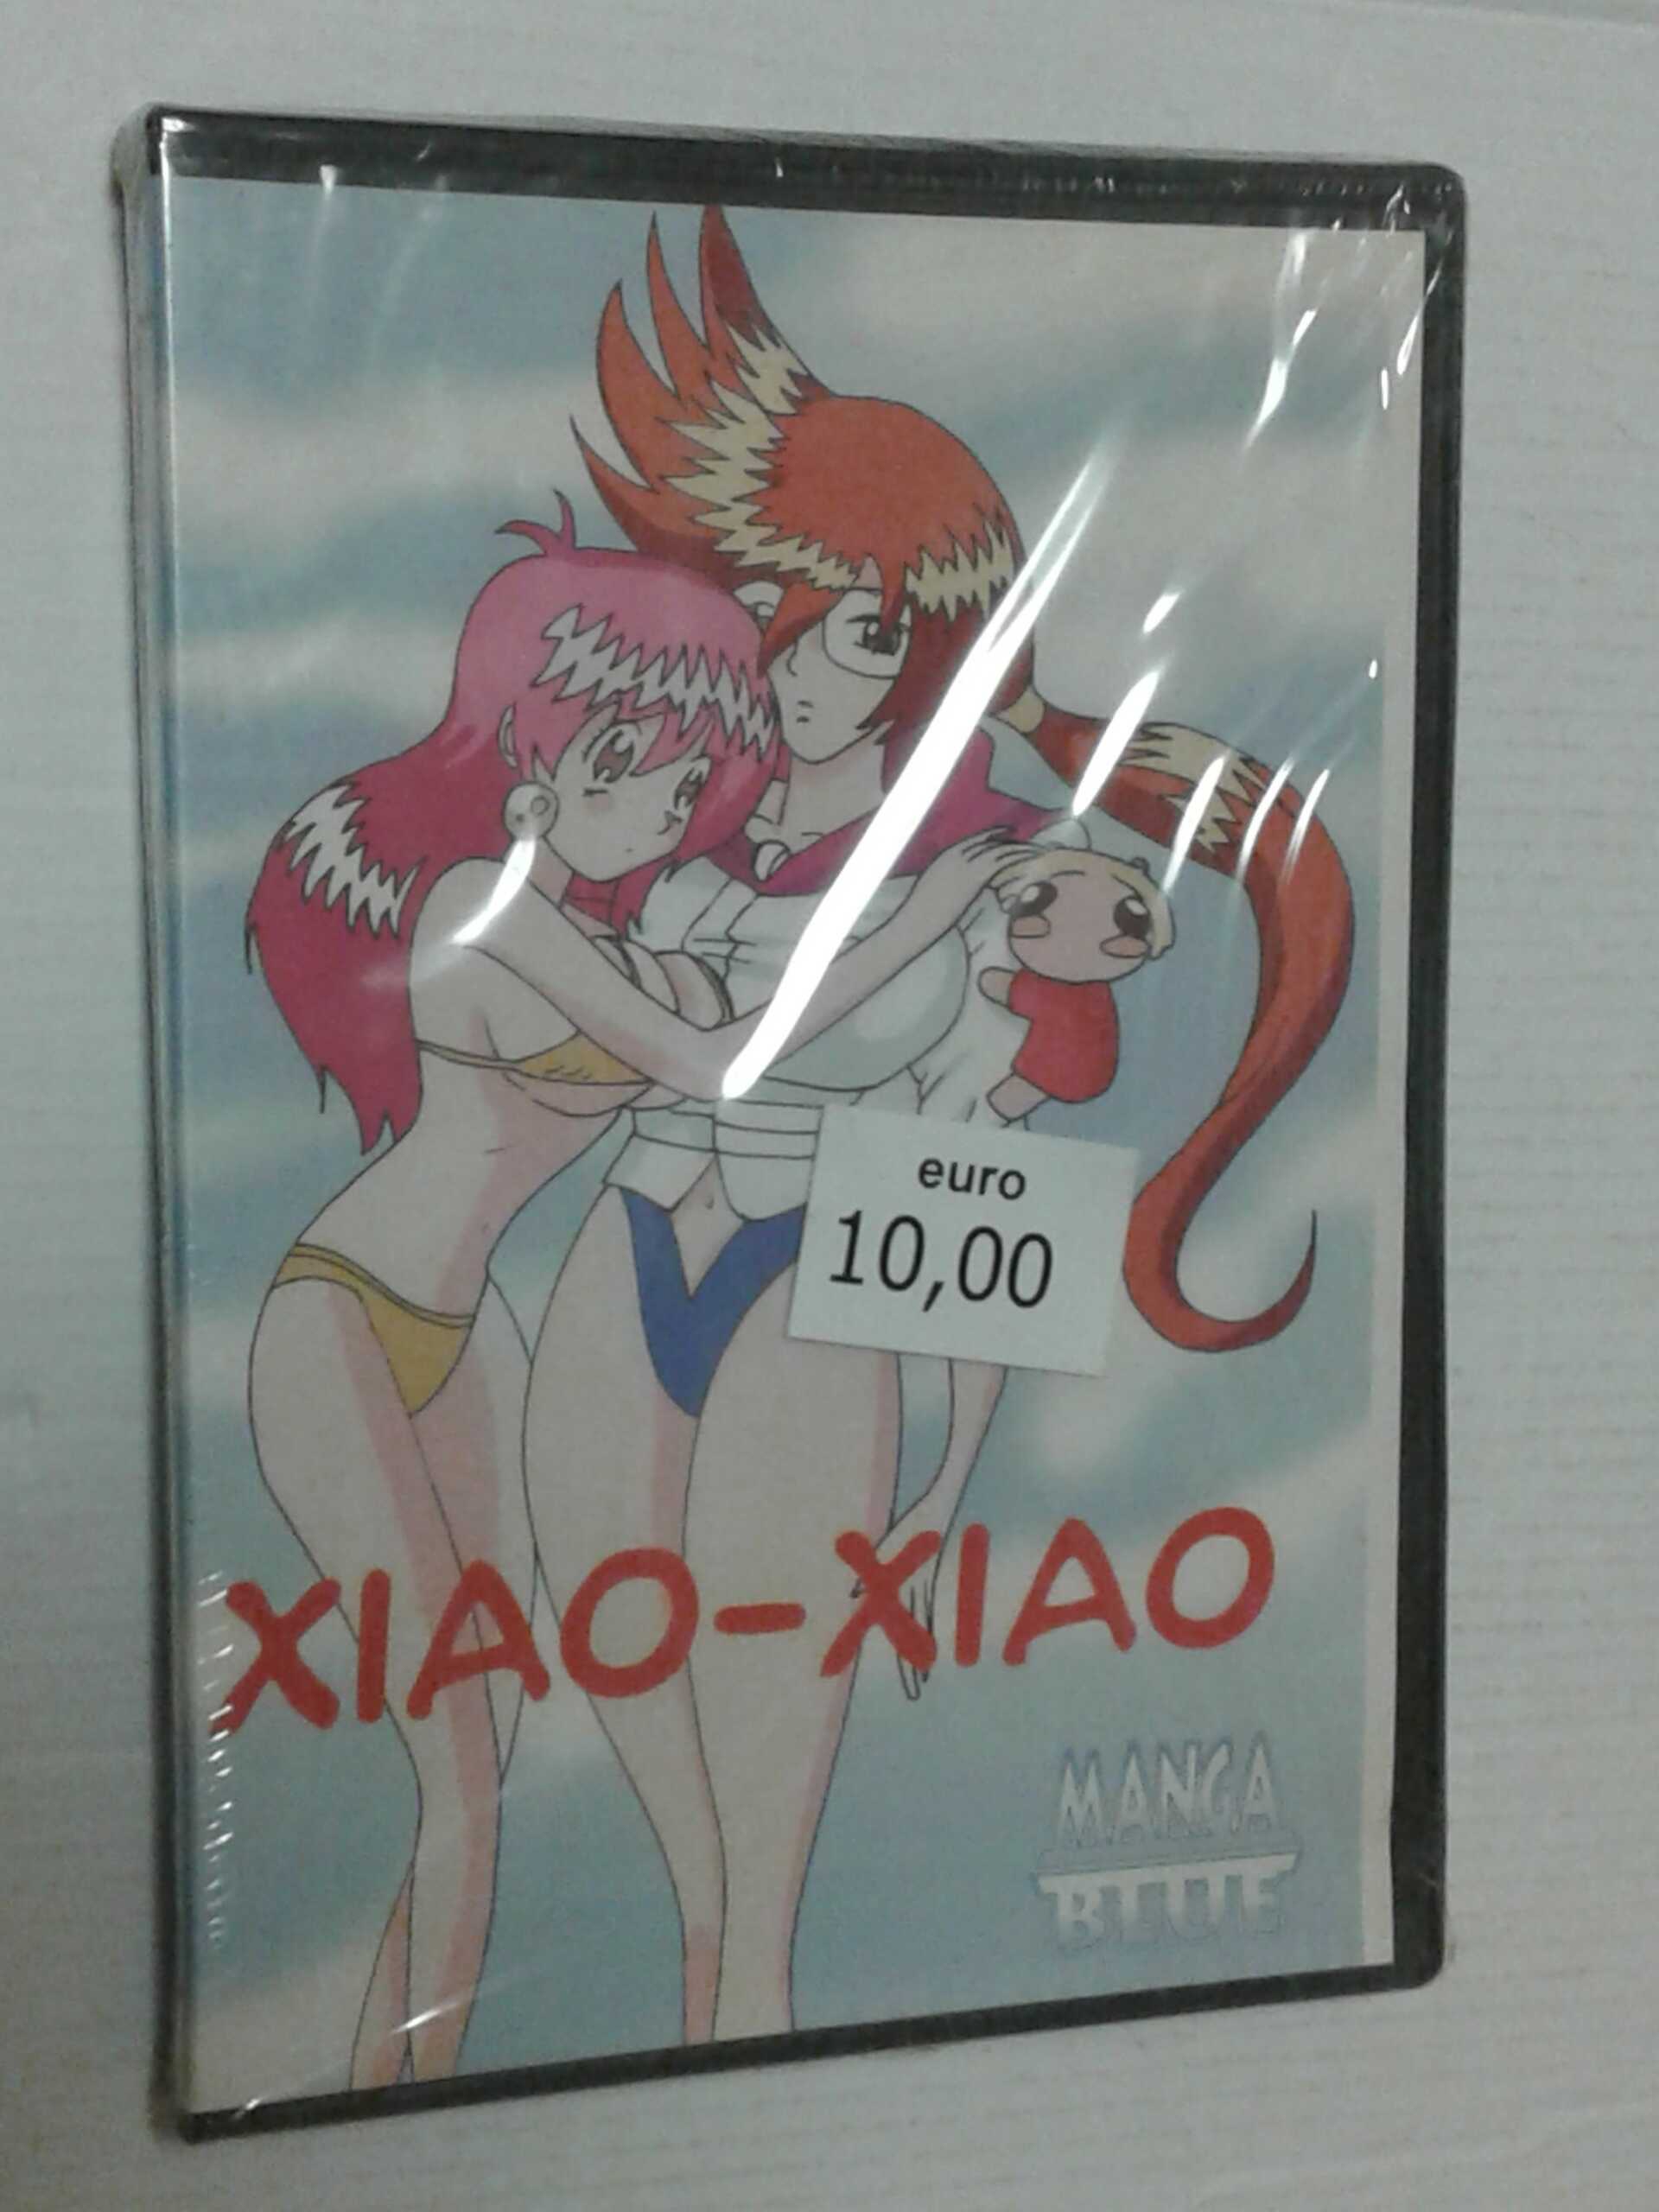 euro
10,00
XIAO-XIAO
MANGA
BLUE